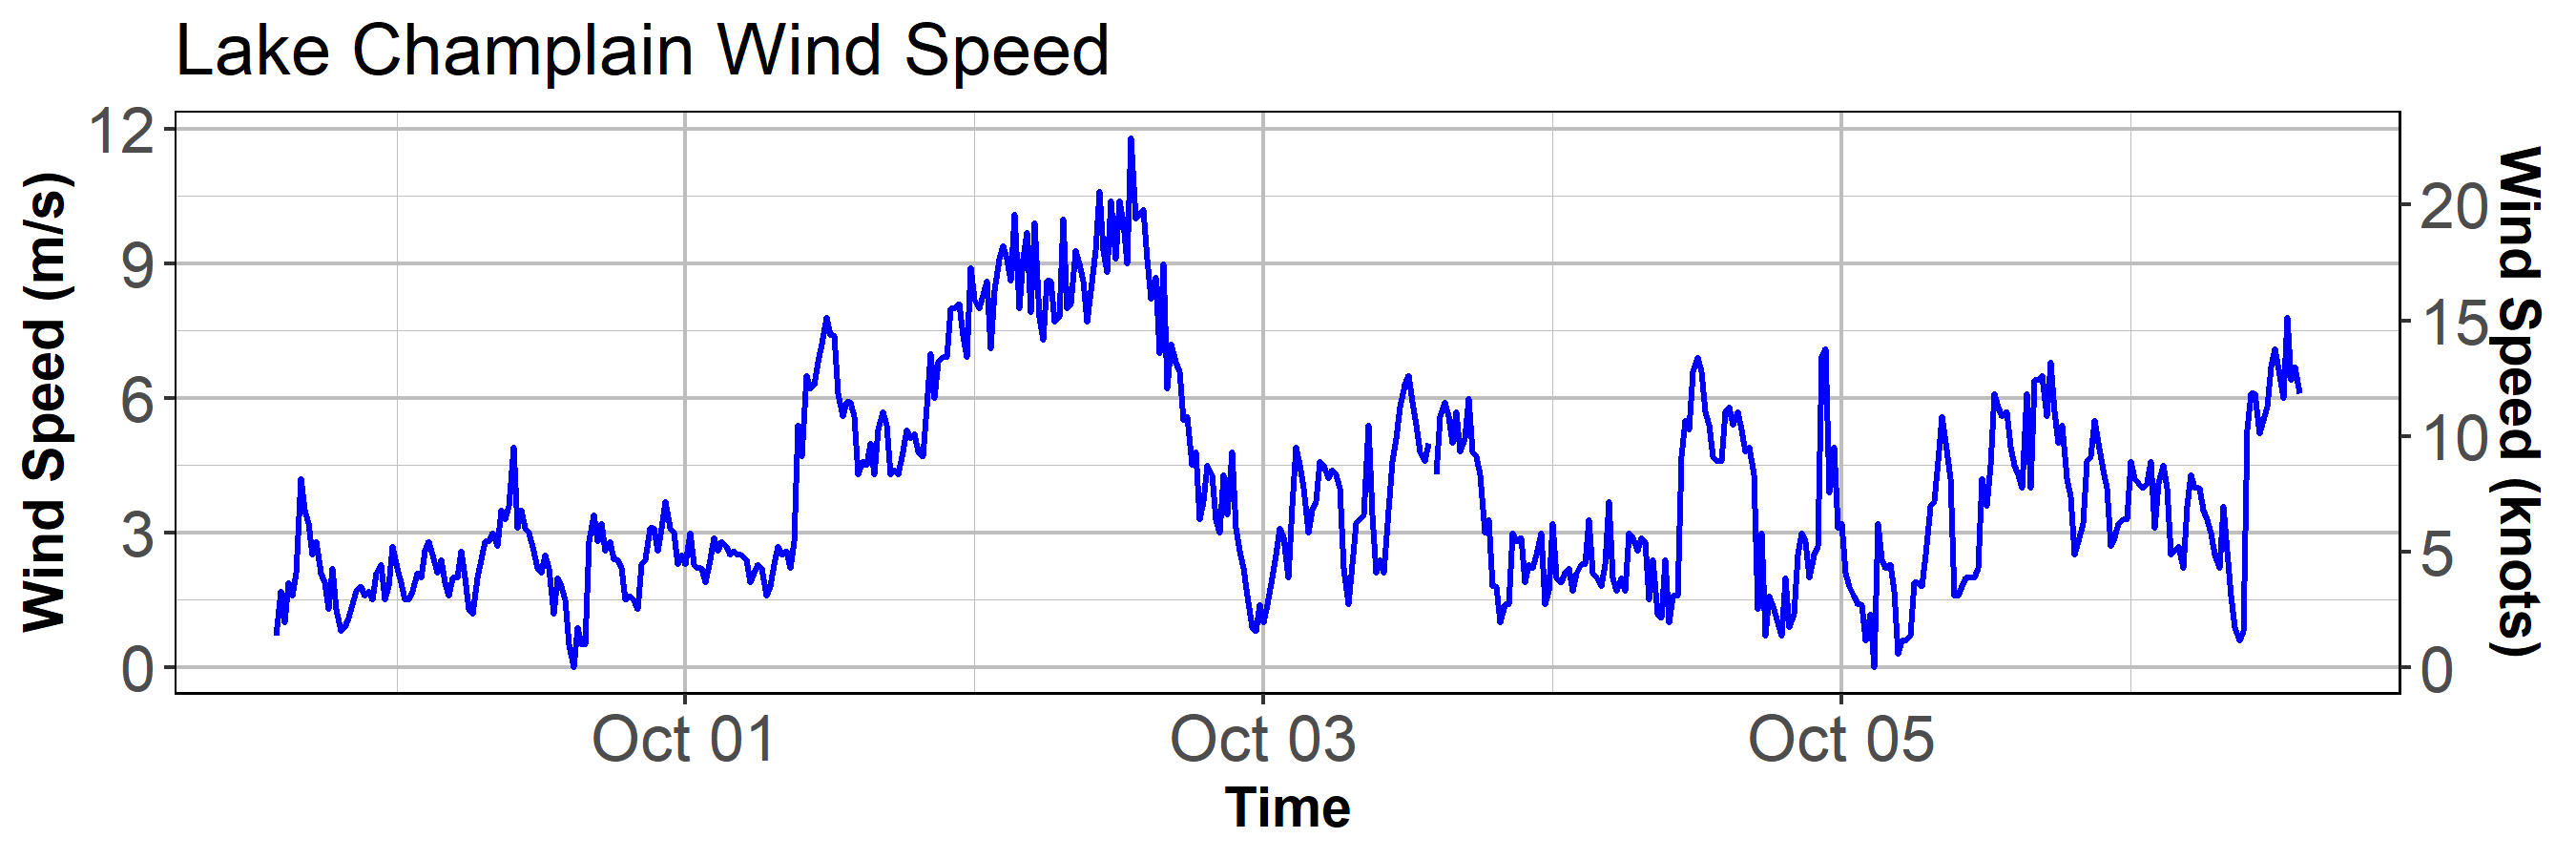 Lake Champlain Wind Speed
12
9
6
3
0
Wind Speed (m/s)
20
15
10
5
0
Wind Speed (knots)
Oct 01 Oct 03 Oct 05
Time